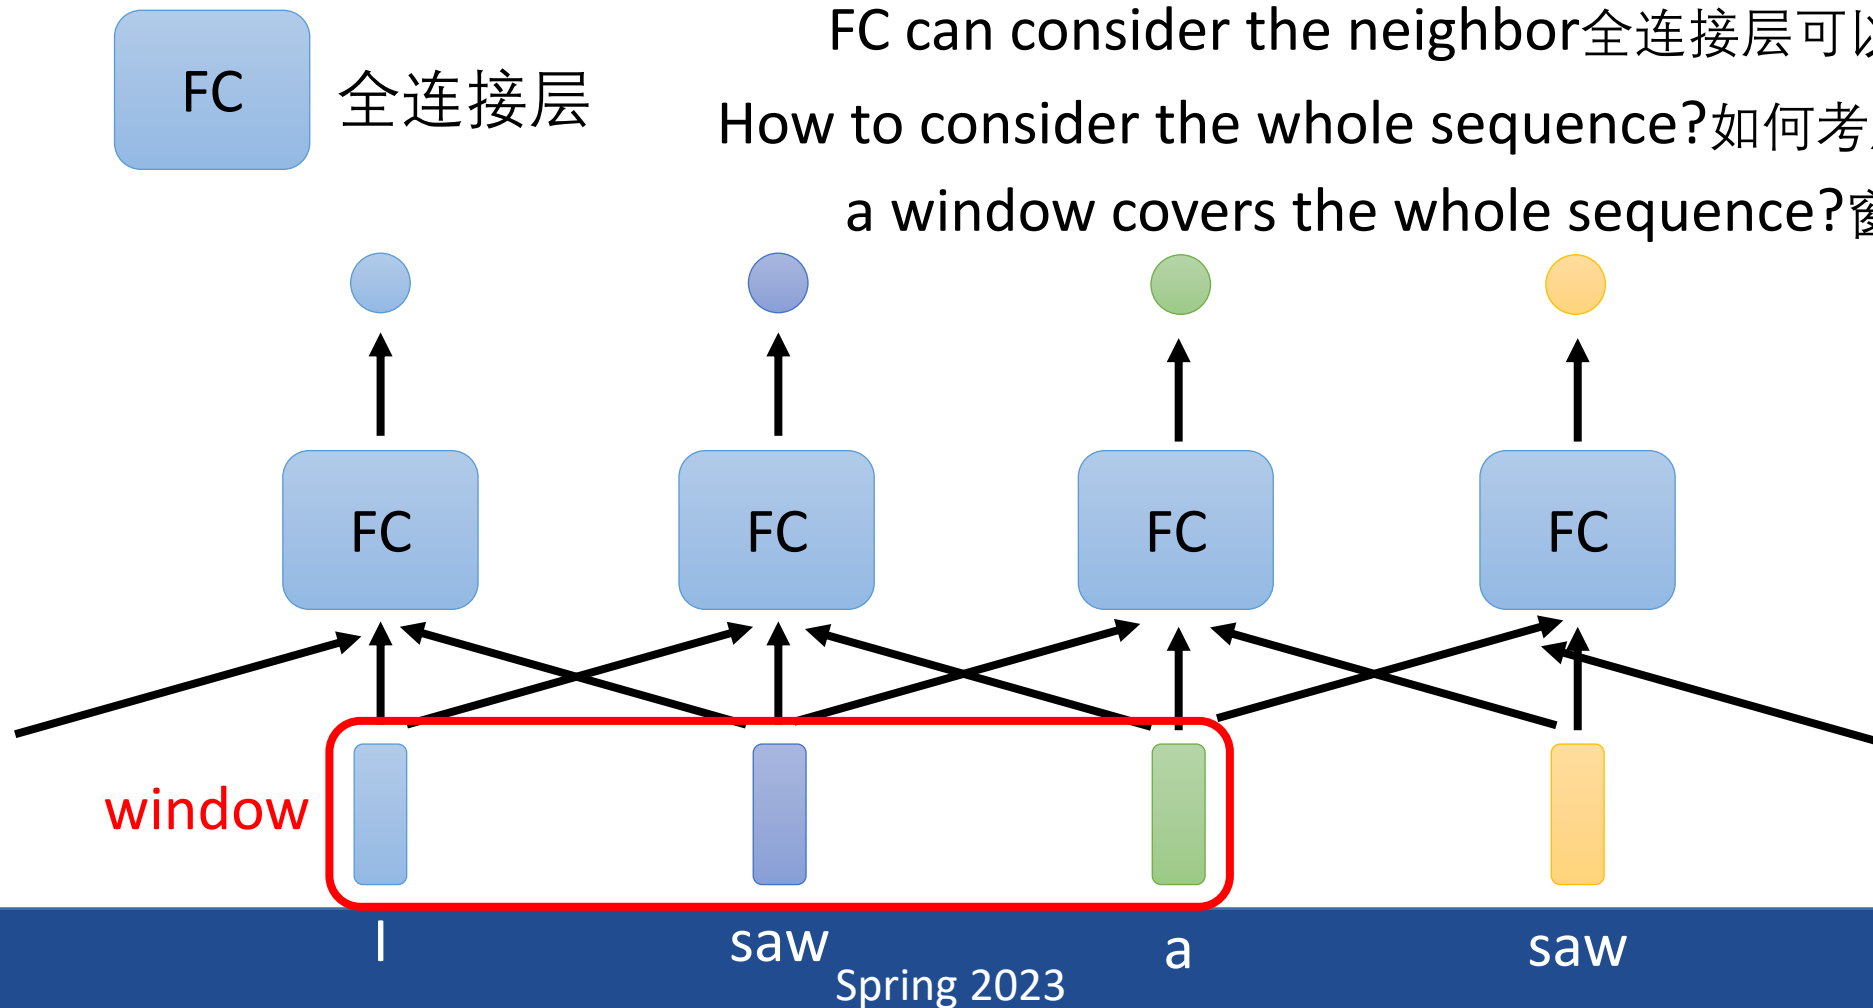 FC
全连接层
FC can consider the neighbor全连接层可
How to consider the whole sequence?如何考
a window covers the whole sequence?
FC FC FC FC
window
I saw a saw
Spring 2023